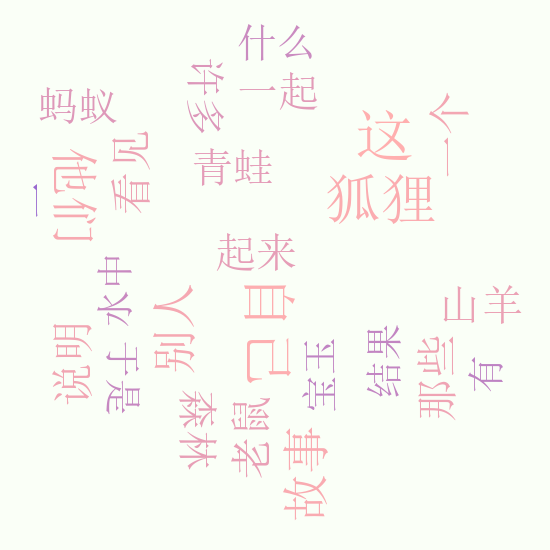 什么
许多
一起
蚂蚁
这
一个
看见
他们
青蛙
狐狸
一
起来
水中
别人
自己
山羊
说明
宝玉
结果
那些
有
森林
老鼠
故事